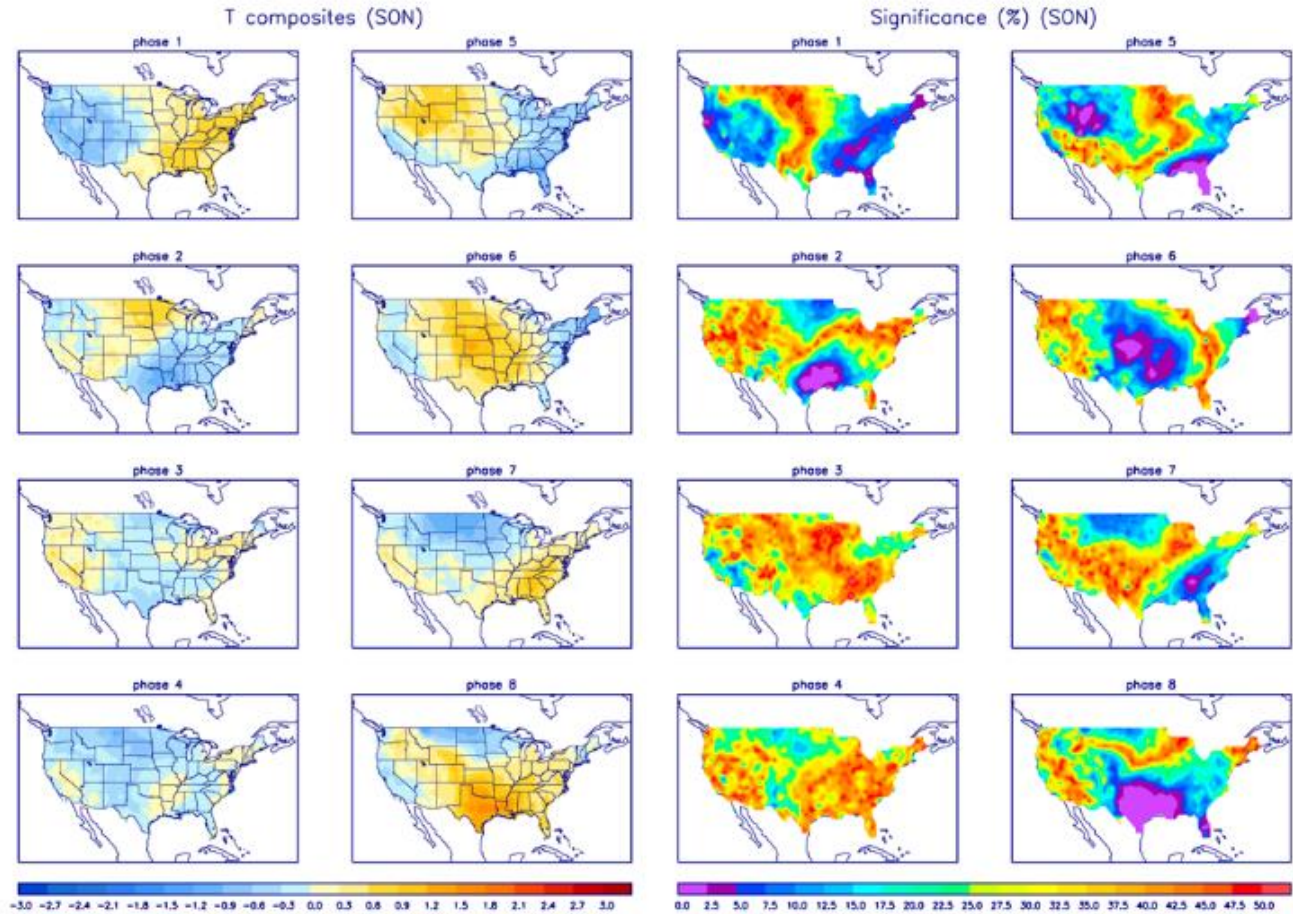 T composites (SON) Significance (%) (SON)
phase 1 phase 5 phase 1 phase 5
phase 2 phase 6 phase 2 phase 6
phase 3 phase 7 phase 3 phase 7
phase 4 phase 8 phase 4 phase 8
-3.0 -2.7 -2.4 -2.1 -1.8 -1.5 -1.2 -0.9 -0.6 -0.3 0.0 0.3 0.6 0.9 1.2 1.5 1.8 2.1 2.4 2.7 3.0 0.0 2.5 5.0 7.5 10.0 12.5 15.0 17.5 20.0 22.5 25.0 27.5 30.0 32.5 35.0 37.5 40.0 42.5 45.0 47.5 50.0